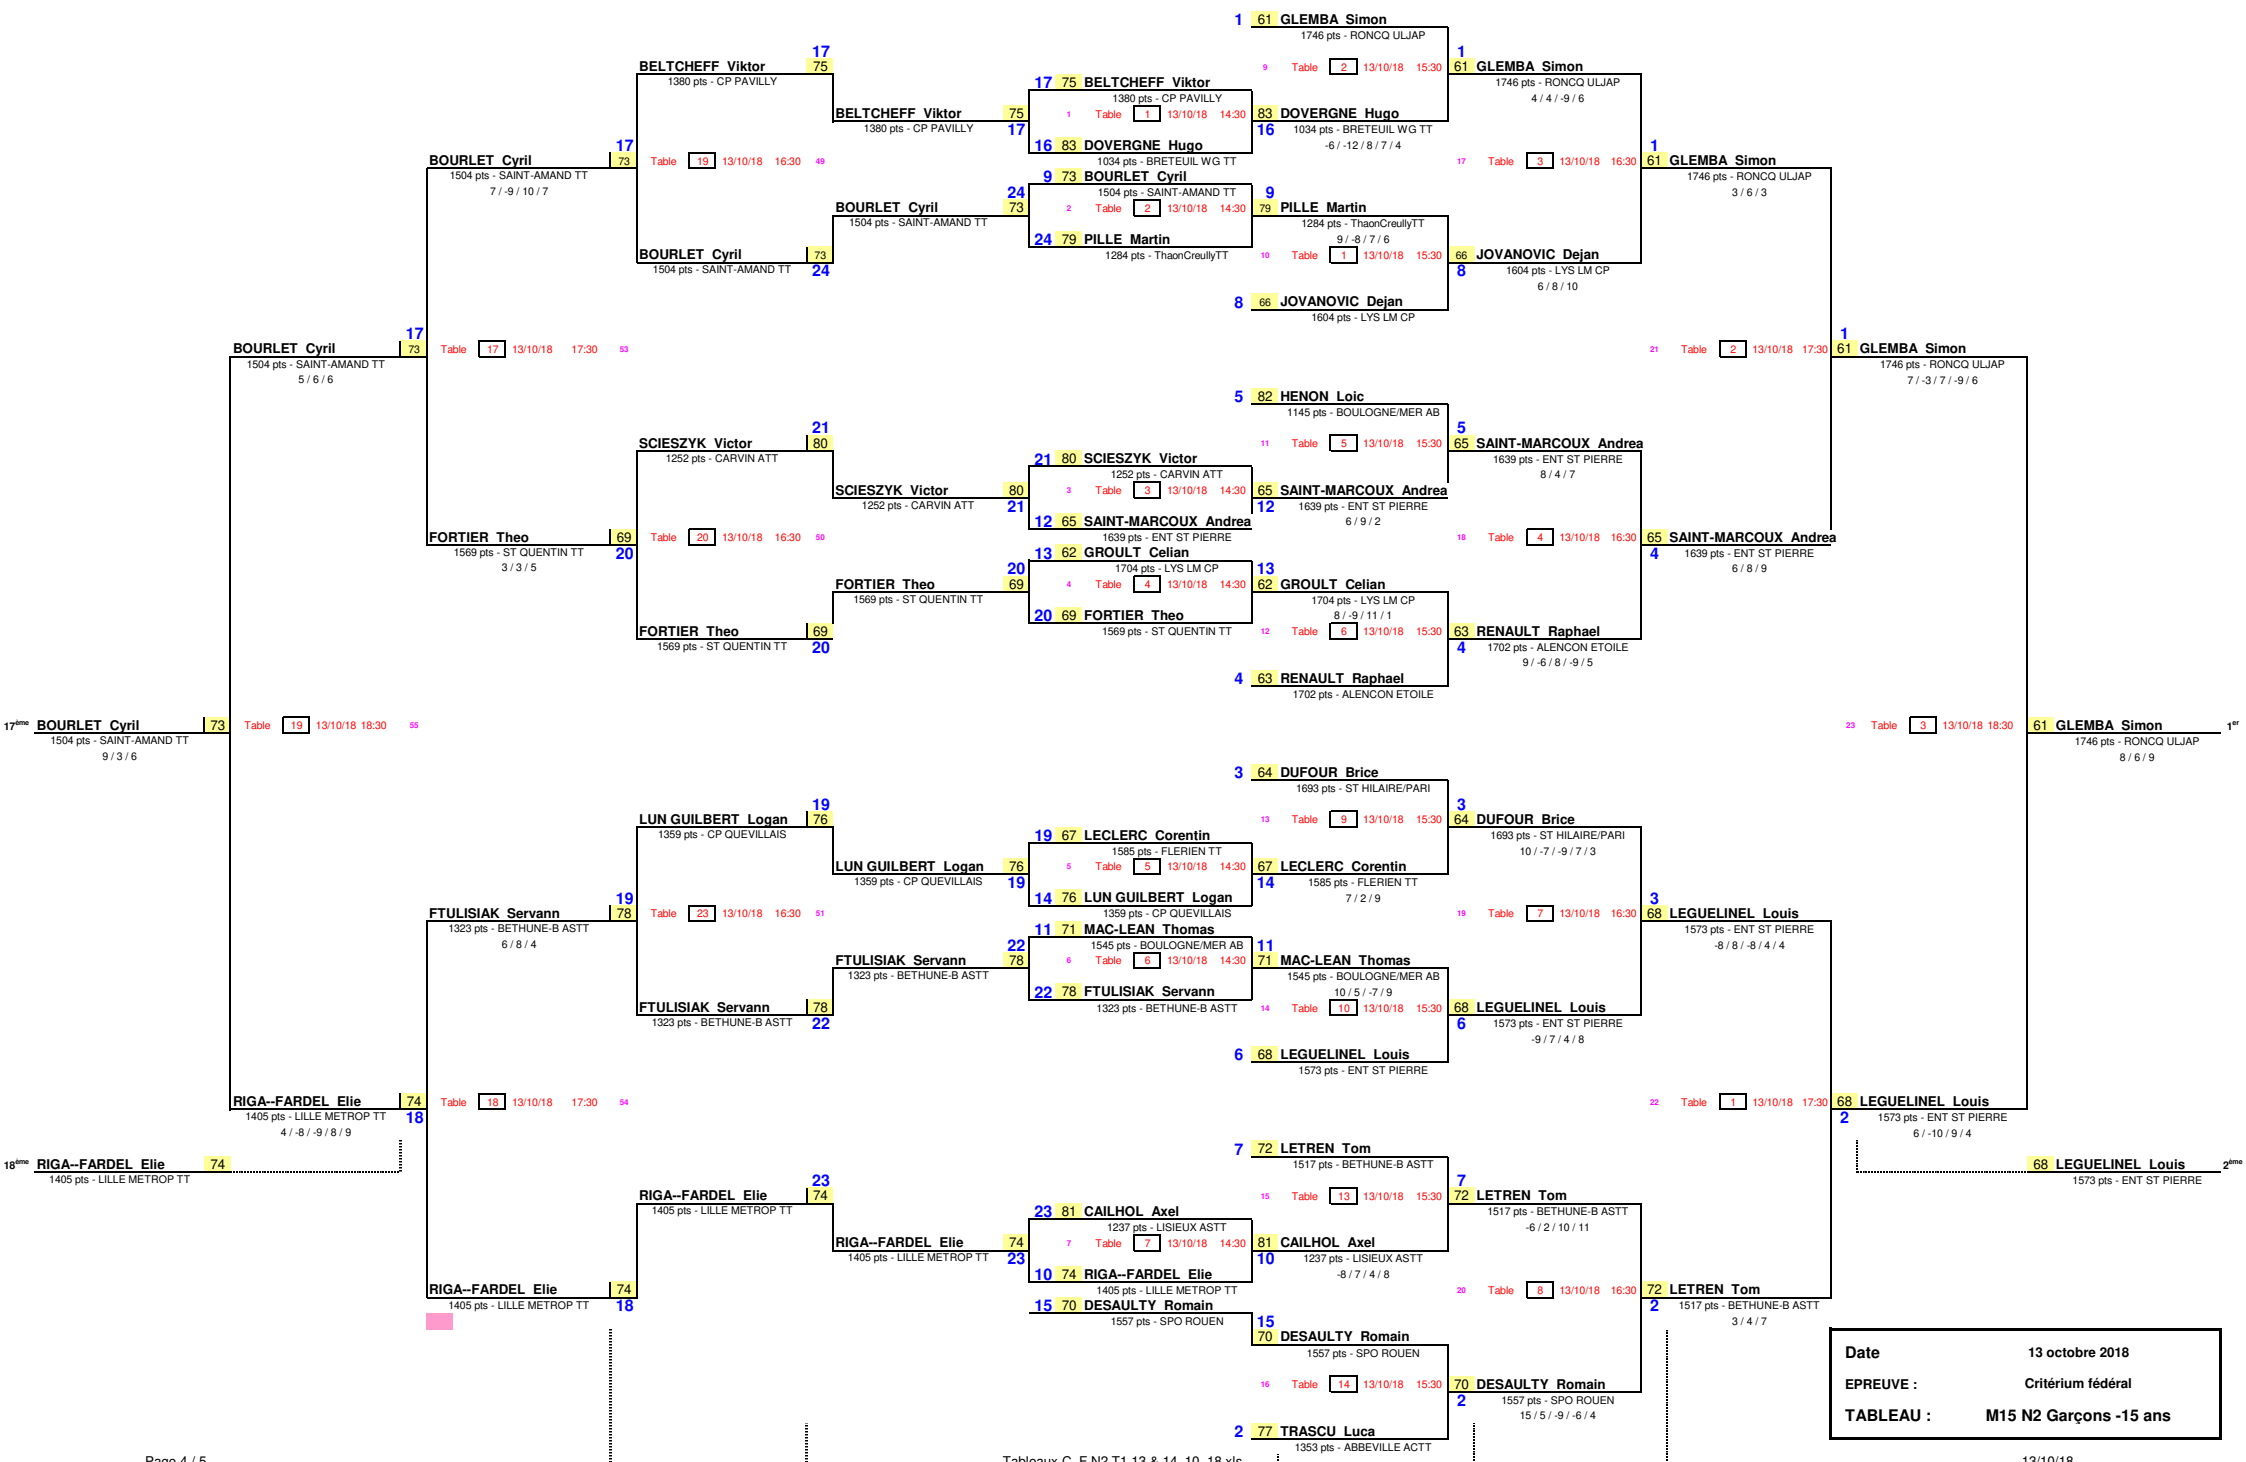 1 61 GLEMBA Simon
1746 pts - RONCQ ULJAP
17 1
BELTCHEFF Viktor 75 9 Table 2 13/10/18 15:30 61 GLEMBA Simon
1380 pts - CP PAVILLY 17 75 BELTCHEFF Viktor 1746 pts - RONCQ ULJAP
1380 pts - CP PAVILLY 4 / 4 / -9 / 6
BELTCHEFF Viktor 75 1 Table 1 13/10/18 14:30 83 DOVERGNE Hugo
1380 pts - CP PAVILLY 17 16 1034 pts - BRETEUIL WG TT
17 16 83 DOVERGNE Hugo -6 / -12 / 8 / 7 / 4 1
BOURLET Cyril 73 Table 19 13/10/18 16:30 49 1034 pts - BRETEUIL WG TT 17 Table 3 13/10/18 16:30 61 GLEMBA Simon
1504 pts - SAINT-AMAND TT 9 73 BOURLET Cyril 1746 pts - RONCQ ULJAP
7 / -9 / 10 / 7 24 1504 pts - SAINT-AMAND TT 9 3 / 6 / 3
BOURLET Cyril 73 2 Table 2 13/10/18 14:30 79 PILLE Martin
1504 pts - SAINT-AMAND TT 1284 pts - ThaonCreullyTT
24 79 PILLE Martin 9 / -8 / 7 / 6
BOURLET Cyril 73 1284 pts - ThaonCreullyTT 10 Table 1 13/10/18 15:30 66 JOVANOVIC Dejan
1504 pts - SAINT-AMAND TT 24 8 1604 pts - LYS LM CP
6 / 8 / 10
8 66 JOVANOVIC Dejan
1604 pts - LYS LM CP
17 1
BOURLET Cyril 73 Table 17 13/10/18 17:30 53 21 Table 2 13/10/18 17:30 61 GLEMBA Simon
1504 pts - SAINT-AMAND TT 1746 pts - RONCQ ULJAP
5 / 6 / 6 7 / -3 / 7 / -9 / 6
5 82 HENON Loic
1145 pts - BOULOGNE/MER AB
21 5
SCIESZYK Victor 80 11 Table 5 13/10/18 15:30 65 SAINT-MARCOUX Andrea
1252 pts - CARVIN ATT 21 80 SCIESZYK Victor 1639 pts - ENT ST PIERRE
1252 pts - CARVIN ATT 8 / 4 / 7
SCIESZYK Victor 80 3 Table 3 13/10/18 14:30 65 SAINT-MARCOUX Andrea
1252 pts - CARVIN ATT 21 12 1639 pts - ENT ST PIERRE
12 65 SAINT-MARCOUX Andrea 6 / 9 / 2
FORTIER Theo 69 Table 20 13/10/18 16:30 50 1639 pts - ENT ST PIERRE 18 Table 4 13/10/18 16:30 65 SAINT-MARCOUX Andrea
1569 pts - ST QUENTIN TT 20 13 62 GROULT Celian 4 1639 pts - ENT ST PIERRE
3 / 3 / 5 20 1704 pts - LYS LM CP 13 6 / 8 / 9
FORTIER Theo 69 4 Table 4 13/10/18 14:30 62 GROULT Celian
1569 pts - ST QUENTIN TT 1704 pts - LYS LM CP
20 69 FORTIER Theo 8 / -9 / 11 / 1
FORTIER Theo 69 1569 pts - ST QUENTIN TT 12 Table 6 13/10/18 15:30 63 RENAULT Raphael
1569 pts - ST QUENTIN TT 20 4 1702 pts - ALENCON ETOILE
9 / -6 / 8 / -9 / 5
4 63 RENAULT Raphael
1702 pts - ALENCON ETOILE
17ème BOURLET Cyril 73 Table 19 13/10/18 18:30 55 23 Table 3 13/10/18 18:30 61 GLEMBA Simon 1er
1504 pts - SAINT-AMAND TT 1746 pts - RONCQ ULJAP
9 / 3 / 6 8 / 6 / 9
3 64 DUFOUR Brice
1693 pts - ST HILAIRE/PARI
19 3
LUN GUILBERT Logan 76 13 Table 9 13/10/18 15:30 64 DUFOUR Brice
1359 pts - CP QUEVILLAIS 19 67 LECLERC Corentin 1693 pts - ST HILAIRE/PARI
1585 pts - FLERIEN TT 10 / -7 / -9 / 7 / 3
LUN GUILBERT Logan 76 5 Table 5 13/10/18 14:30 67 LECLERC Corentin
1359 pts - CP QUEVILLAIS 19 14 1585 pts - FLERIEN TT
19 14 76 LUN GUILBERT Logan 7 / 2 / 9 3
FTULISIAK Servann 78 Table 23 13/10/18 16:30 51 1359 pts - CP QUEVILLAIS 19 Table 7 13/10/18 16:30 68 LEGUELINEL Louis
1323 pts - BETHUNE-B ASTT 11 71 MAC-LEAN Thomas 1573 pts - ENT ST PIERRE
6 / 8 / 4 22 1545 pts - BOULOGNE/MER AB 11 -8 / 8 / -8 / 4 / 4
FTULISIAK Servann 78 6 Table 6 13/10/18 14:30 71 MAC-LEAN Thomas
1323 pts - BETHUNE-B ASTT 1545 pts - BOULOGNE/MER AB
22 78 FTULISIAK Servann 10 / 5 / -7 / 9
FTULISIAK Servann 78 1323 pts - BETHUNE-B ASTT 14 Table 10 13/10/18 15:30 68 LEGUELINEL Louis
1323 pts - BETHUNE-B ASTT 22 6 1573 pts - ENT ST PIERRE
-9 / 7 / 4 / 8
6 68 LEGUELINEL Louis
1573 pts - ENT ST PIERRE
RIGA--FARDEL Elie 74 Table 18 13/10/18 17:30 54 22 Table 1 13/10/18 17:30 68 LEGUELINEL Louis
1405 pts - LILLE METROP TT 18 2 1573 pts - ENT ST PIERRE
4 / -8 / -9 / 8 / 9 6 / -10 / 9 / 4
7 72 LETREN Tom
18ème RIGA--FARDEL Elie 74 1517 pts - BETHUNE-B ASTT 68 LEGUELINEL Louis 2ème
1405 pts - LILLE METROP TT 23 7 1573 pts - ENT ST PIERRE
RIGA--FARDEL Elie 74 15 Table 13 13/10/18 15:30 72 LETREN Tom
1405 pts - LILLE METROP TT 23 81 CAILHOL Axel 1517 pts - BETHUNE-B ASTT
1237 pts - LISIEUX ASTT -6 / 2 / 10 / 11
RIGA--FARDEL Elie 74 7 Table 7 13/10/18 14:30 81 CAILHOL Axel
1405 pts - LILLE METROP TT 23 10 1237 pts - LISIEUX ASTT
10 74 RIGA--FARDEL Elie -8 / 7 / 4 / 8
RIGA--FARDEL Elie 74 1405 pts - LILLE METROP TT 20 Table 8 13/10/18 16:30 72 LETREN Tom
1405 pts - LILLE METROP TT 18 15 70 DESAULTY Romain 2 1517 pts - BETHUNE-B ASTT
1557 pts - SPO ROUEN 15 3 / 4 / 7
70 DESAULTY Romain
1557 pts - SPO ROUEN Date 13 octobre 2018
16 Table 14 13/10/18 15:30 70 DESAULTY Romain EPREUVE : Critérium fédéral
2 1557 pts - SPO ROUEN
15 / 5 / -9 / -6 / 4 TABLEAU : M15 N2 Garçons -15 ans
2 77 TRASCU Luca
1353 pts - ABBEVILLE ACTT
Page 4 / 5 Tableaux C. F N2 T1 13 & 14_10_18.xls 13/10/18